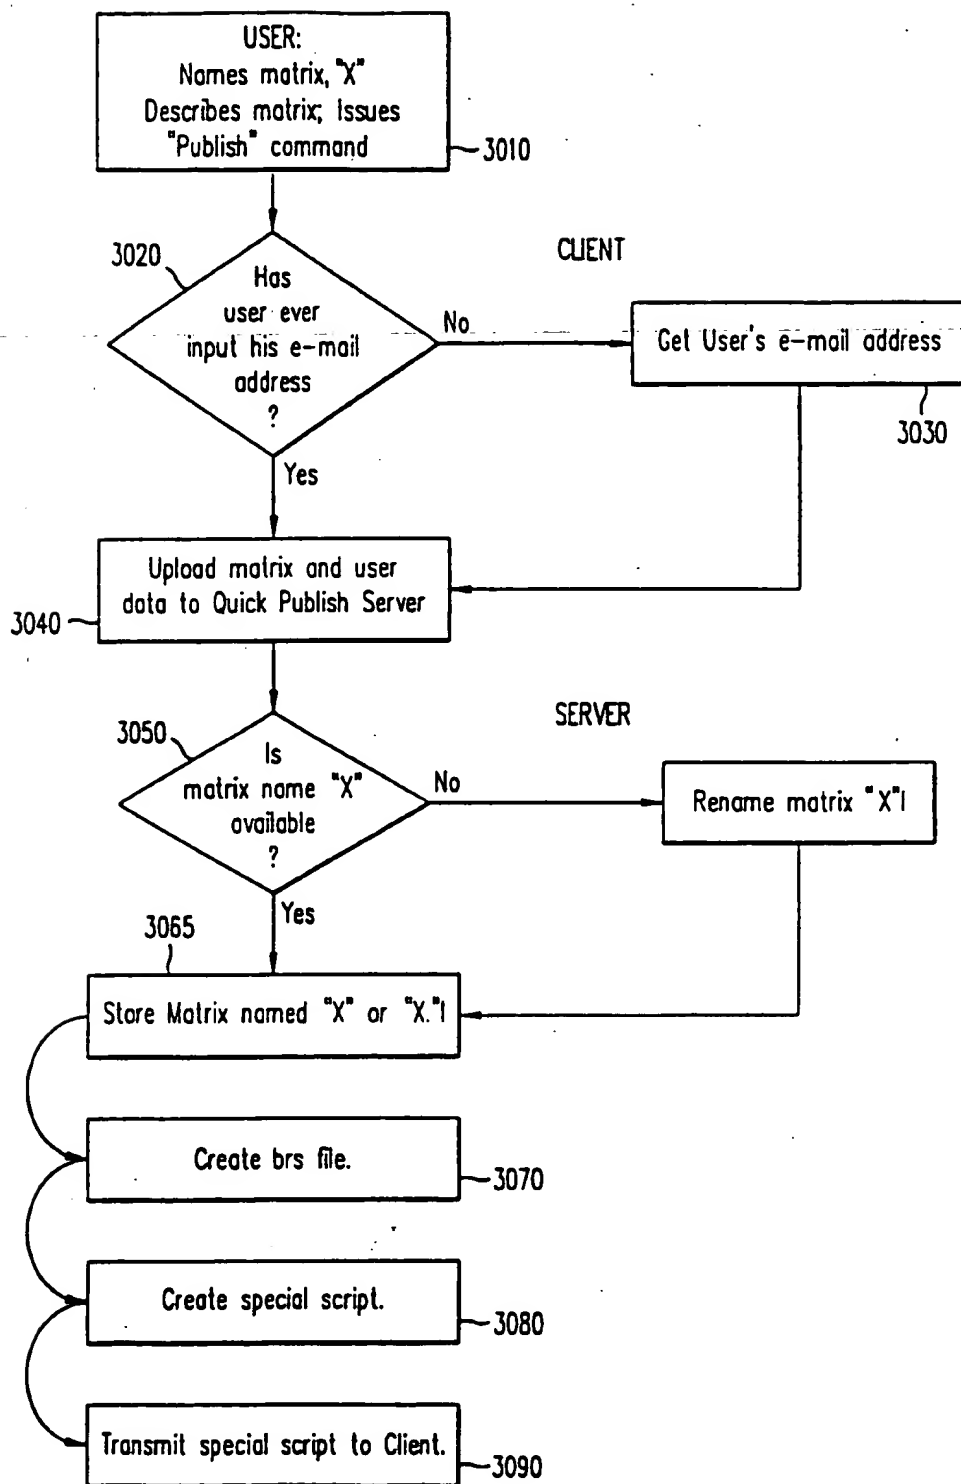 USER:
Names matrix, "X"
Describes matrix; Issues
"Publish" command
3010
3020
Has
user ever
input his e-mail
address
?
No
CLIENT
Get User's e-mail address
3030
Yes
Upload matrix and user
data to Quick Publish Server
3040
3050
Is
matrix name "X"
available
?
No
SERVER
Rename matrix "X"|
Yes
3065
Store Matrix named "X" or "X."|
Create brs file.
3070
Create special script.
3080
Transmit special script to Client.
3090